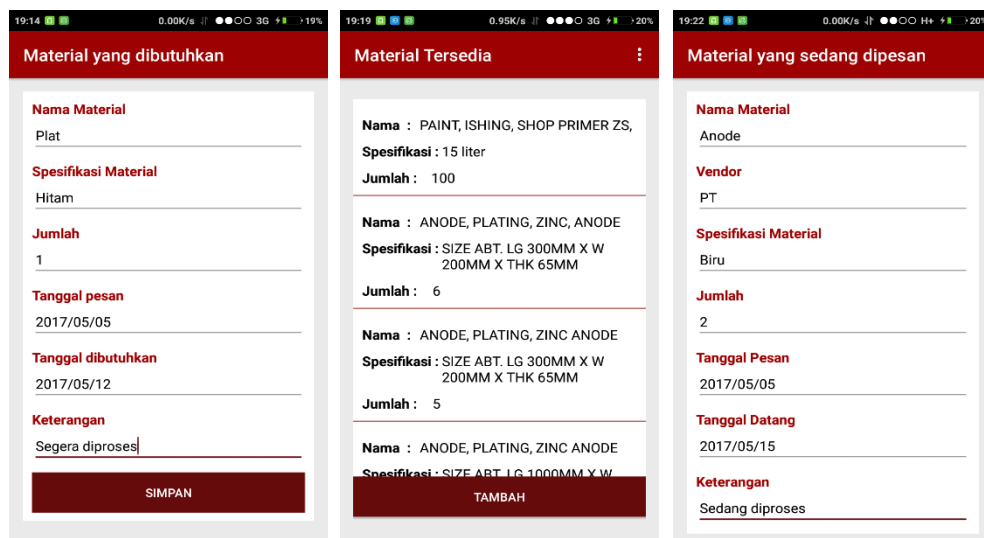 19:14 0.00K/s 3G 19%
Material yang dibutuhkan
Nama Material
Plat
Spesifikasi Material
Hitam
Jumlah
1
Tanggal pesan
2017/05/05
Tanggal dibutuhkan
2017/05/12
Keterangan
Segera diproses
SIMPAN
19:19 0.95K/s 3G 20%
Material Tersedia
Nama : PAINT, ISHING, SHOP PRIMER ZS,
Spesifikasi : 15 liter
Jumlah : 100
Nama : ANODE, PLATING, ZINC, ANODE
Spesifikasi : SIZE ABT. LG 300MM X W
200MM X THK 65MM
Jumlah : 6
Nama : ANODE, PLATING, ZINC ANODE
Spesifikasi : SIZE ABT. LG 300MM X W
200MM X THK 65MM
Jumlah : 5
Nama : ANODE, PLATING, ZINC ANODE
Spesifikasi : SIZE ABT. LG 1000MM X W
TAMBAH
19:22 0.00K/s H+ 20%
Material yang sedang dipesan
Nama Material
Anode
Vendor
PT
Spesifikasi Material
Biru
Jumlah
2
Tanggal Pesan
2017/05/05
Tanggal Datang
2017/05/15
Keterangan
Sedang diproses